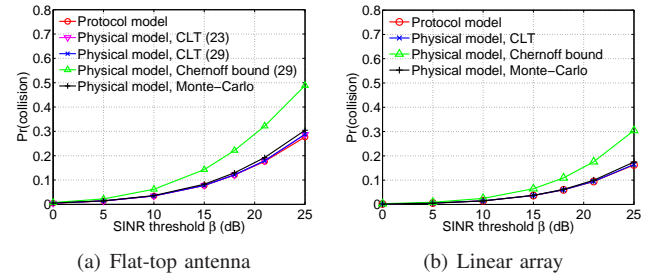 0.8
0.7
0.6
0.5
0.4
0.3
0.2
0.1
0
Pr(collision)
Protocol model
Physical model, CLT (23)
Physical model, CLT (29)
Physical model, Chernoff bound (29)
Physical model, Monte−Carlo
0 5 10 15 20 25
SINR threshold β (dB)
(a) Flat-top antenna
0.8
0.7
0.6
0.5
0.4
0.3
0.2
0.1
0
Pr(collision)
Protocol model
Physical model, CLT
Physical model, Chernoff bound
Physical model, Monte−Carlo
0 5 10 15 20 25
SINR threshold β (dB)
(b) Linear array